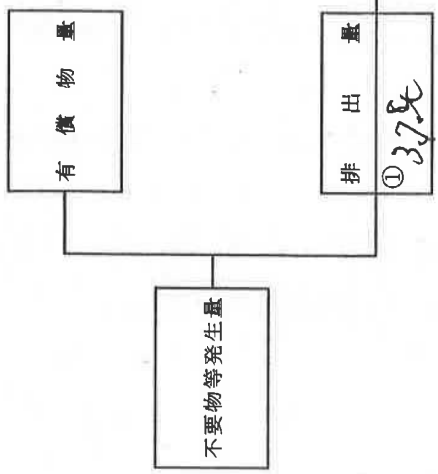 不要物等発生量
有 償 物 量
排 出 量
①